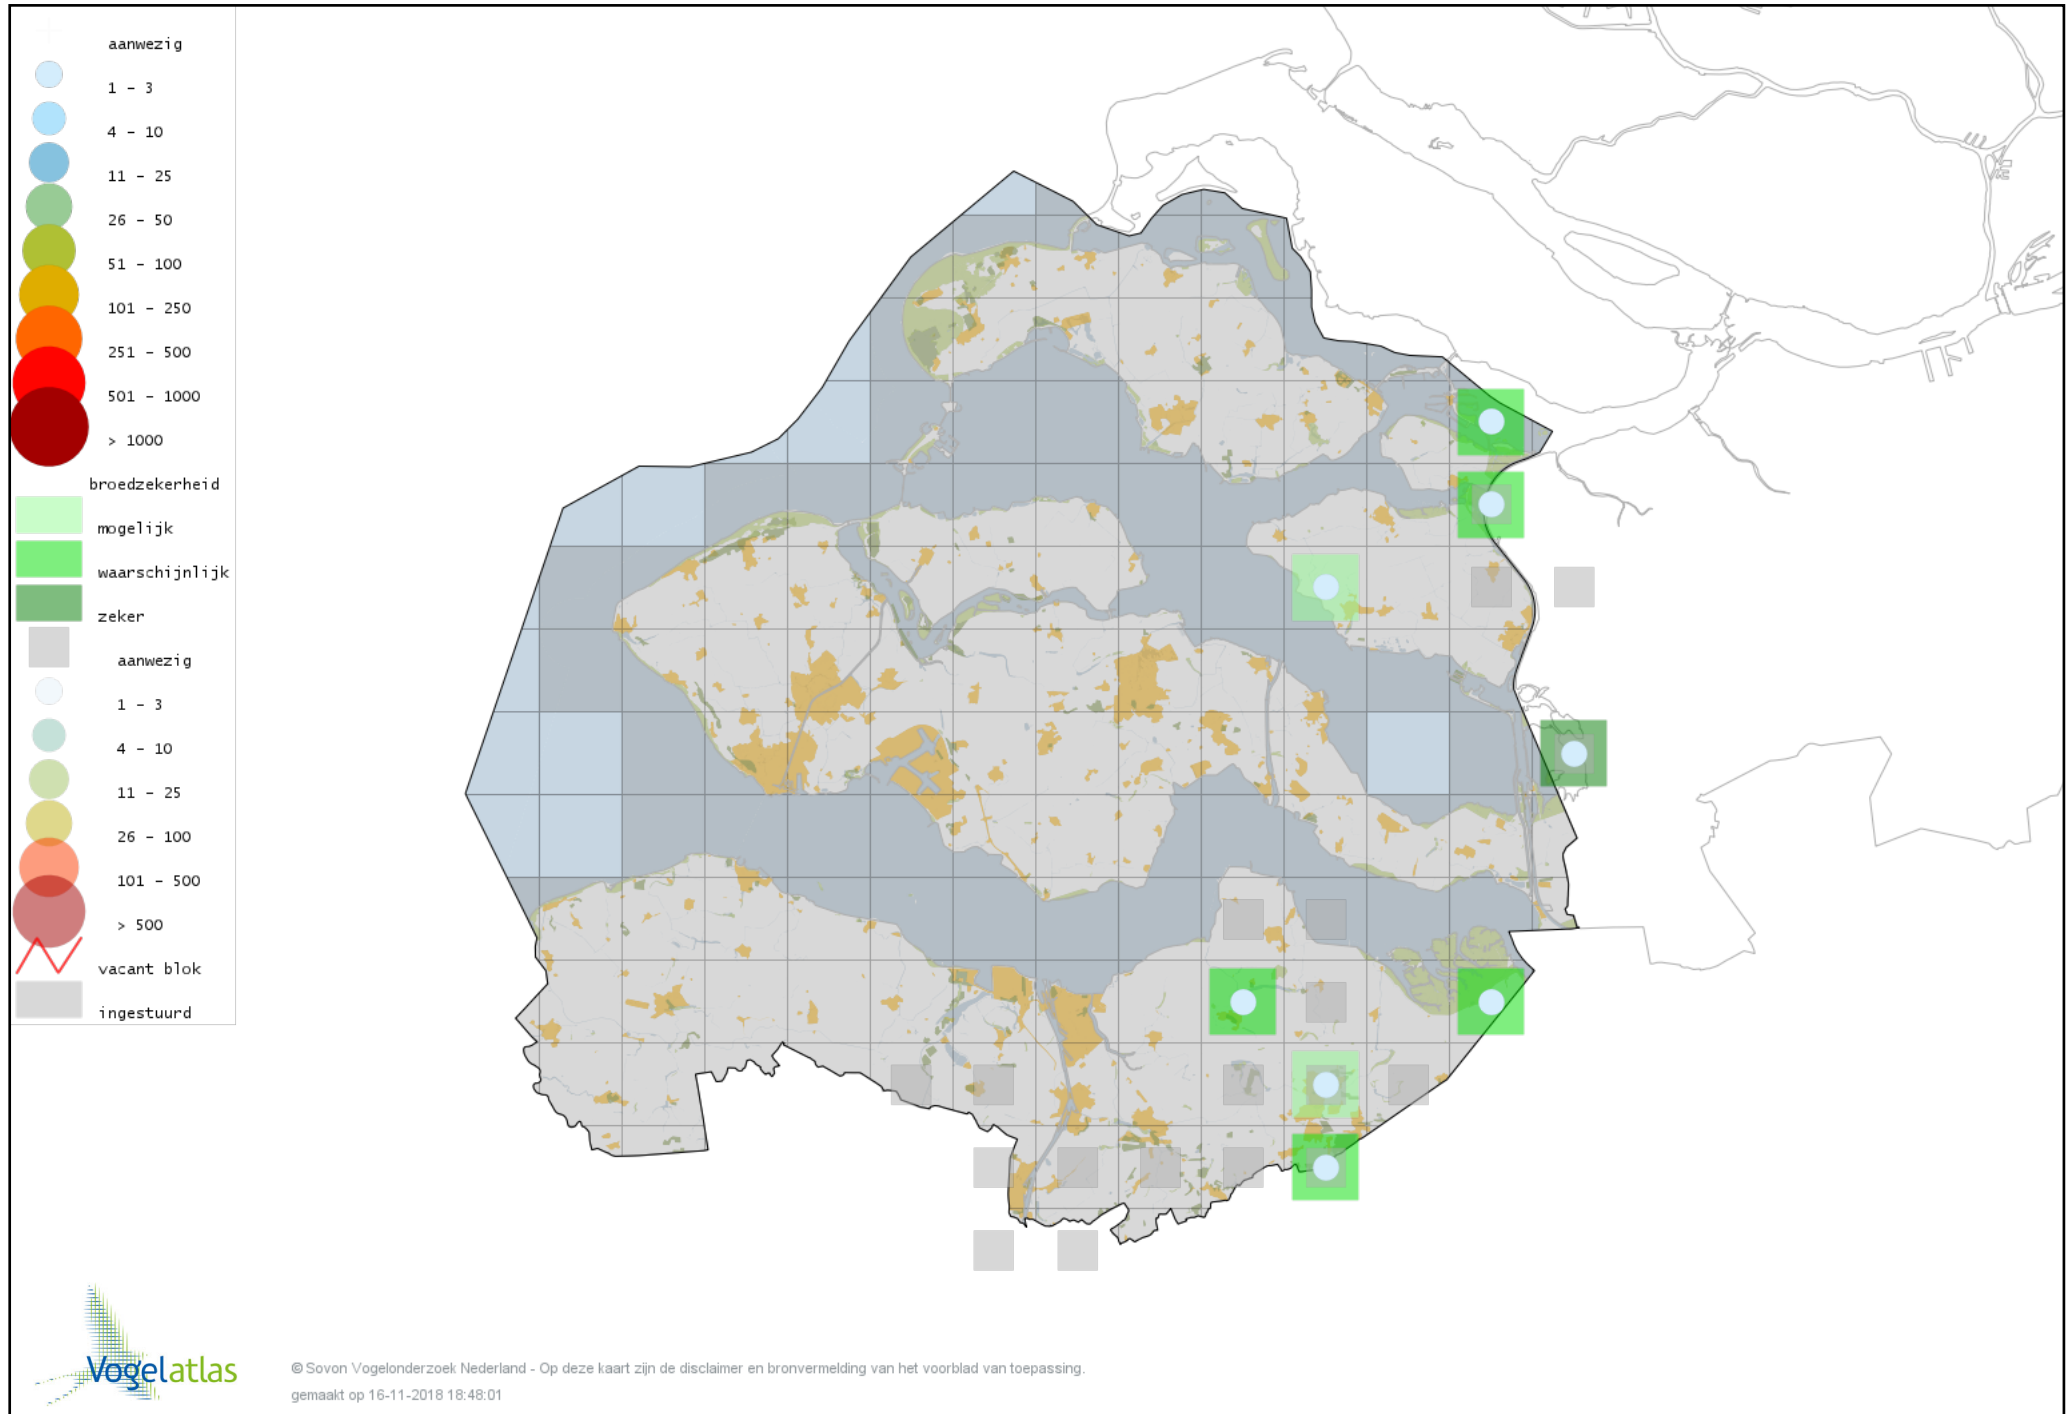 aanwezig
1 - 3
4 - 10
11 - 25
26 - 50
51 - 100
101 - 250
251 - 500
501 - 1000
> 1000
broedzekerheid
mogelijk
waarschijnlijk
zeker
aanwezig
1 - 3
4 - 10
11 - 25
26 - 100
101 - 500
> 500
vacant blok
ingestuurd
Vogelatlas
© Sovon Vogelonderzoek Nederland - Op deze kaart zijn de disclaimer en bronvermelding van het voorblad van toepassing.
gemaakt op 16-11-2018 18:48:01